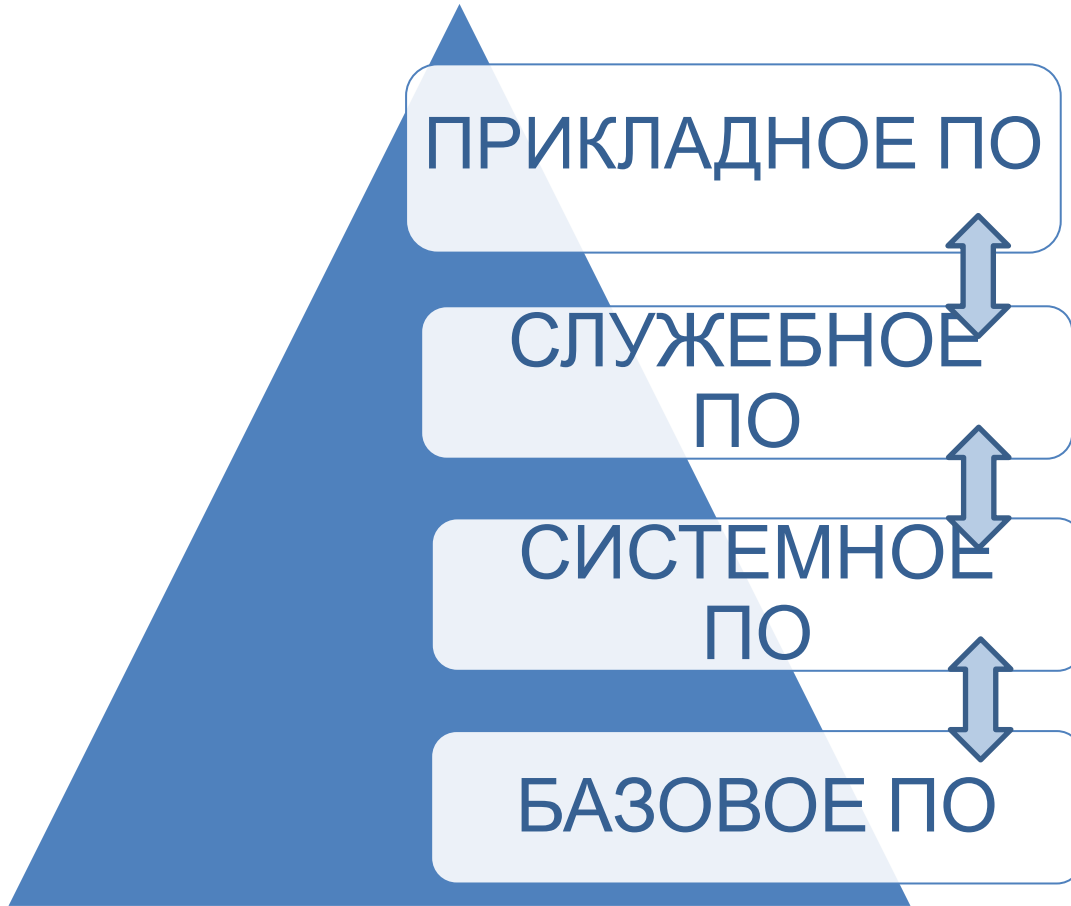 ПРИКЛАДНОЕ ПО
СЛУЖЕБНОЕ
ПО
СИСТЕМНОЕ
ПО
БАЗОВОЕ ПО